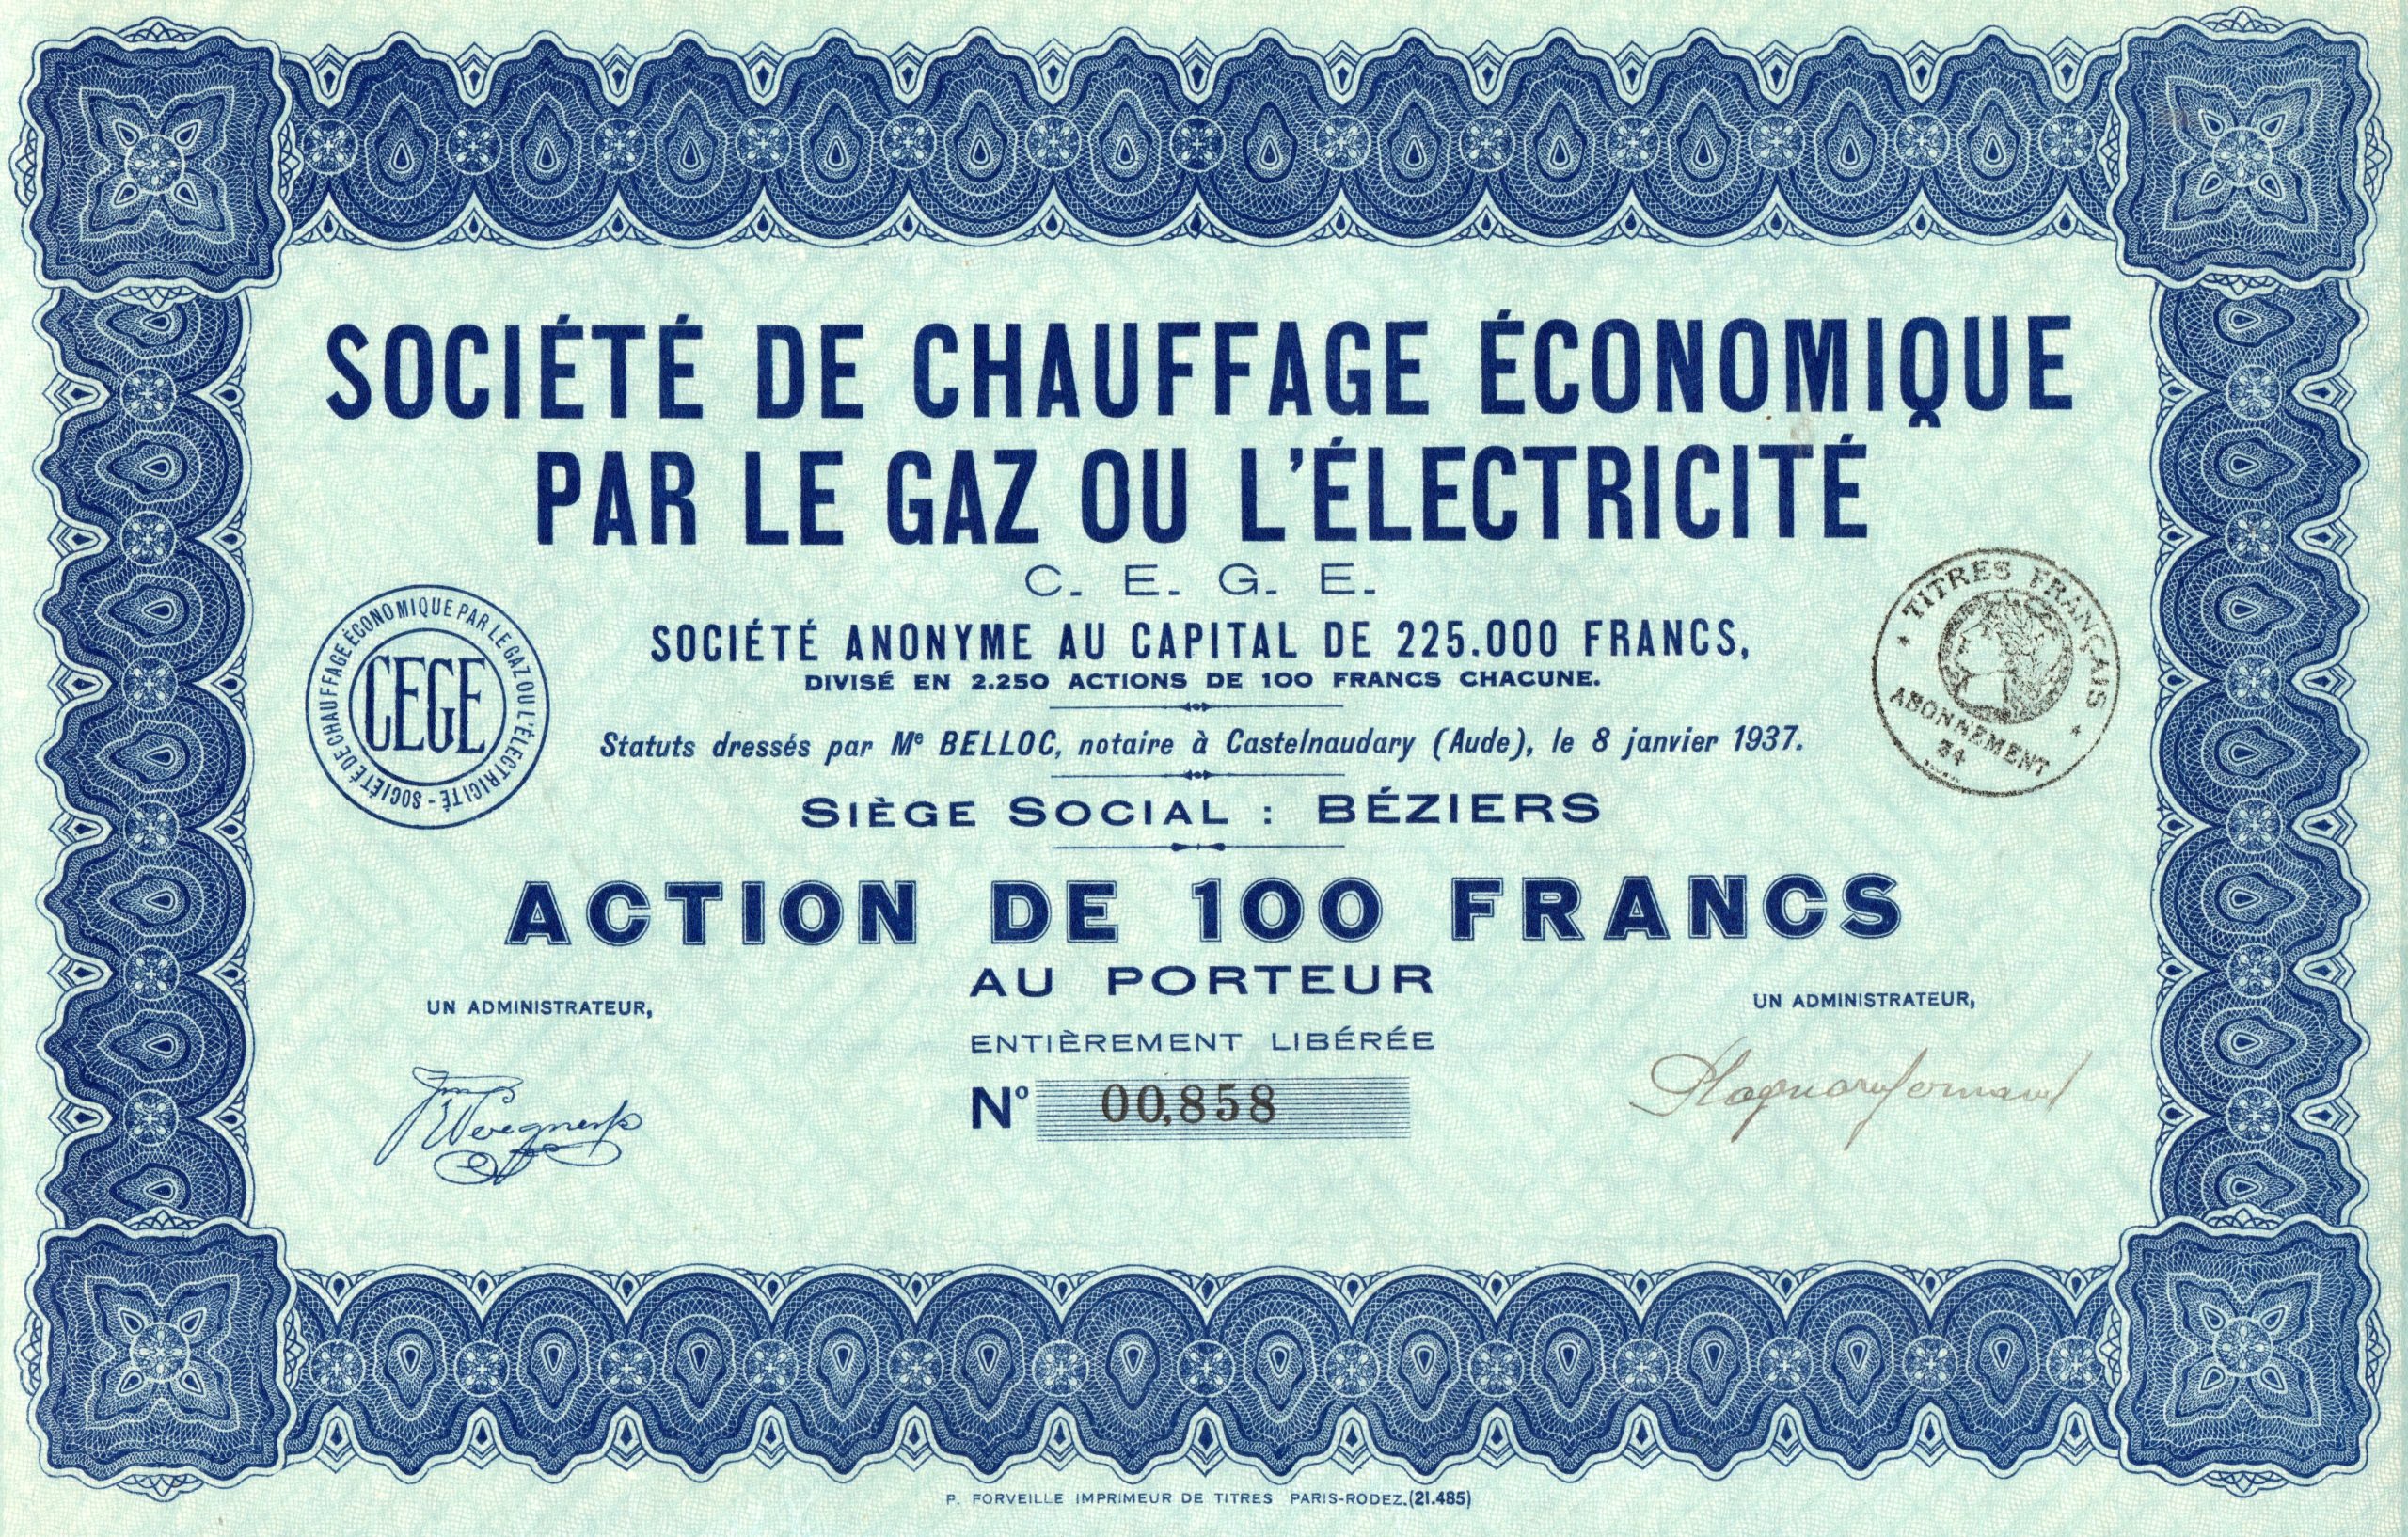 SOCIÉTÉ DE CHAUFFAGE ÉCONOMIQUE
PAR LE GAZ OU L'ÉLECTRICITÉ
C. E. G. E.
SOCIÉTÉ ANONYME AU CAPITAL DE 225.000 FRANCS,
DIVISÉ EN 2.250 ACTIONS DE 100 FRANCS CHACUNE.
SOCIÉTÉ DE CHAUFFAGE ÉCONOMIQUE PAR LE GAZ OU L'ÉLECTRICITÉ -
CEGE
TITRES FRANÇAIS
ABONNEMENT
34
Statuts dressés par Mᵉ BELLOC, notaire à Castelnaudary (Aude), le 8 janvier 1937.
SIÈGE SOCIAL : BÉZIERS
ACTION DE 100 FRANCS
AU PORTEUR
UN ADMINISTRATEUR,
UN ADMINISTRATEUR,
ENTIÈREMENT LIBÉRÉE
Nº 00,858
P. FORVEILLE IMPRIMEUR DE TITRES PARIS-RODEZ.(21.485)